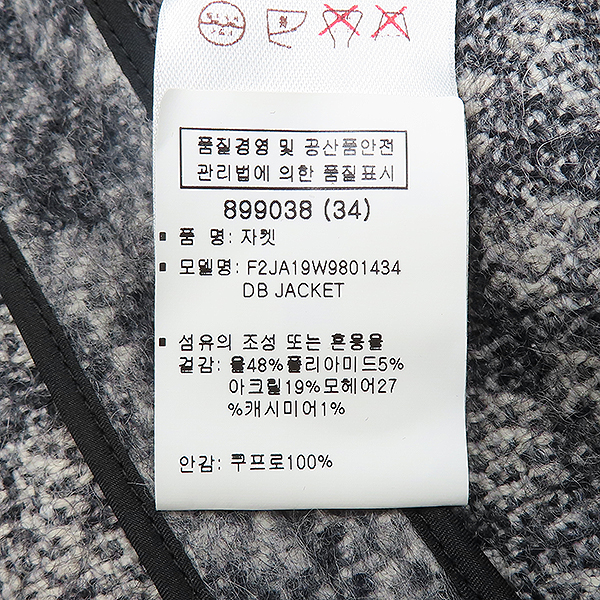 품질경영 및 공산품안전
관리법에 의한 품질표시
899038 (34)
▪ 품 명: 자켓
▪ 모델명: F2JA19W9801434
DB JACKET
▪ 섬유의 조성 또는 혼용율
겉감: 울48%폴리아미드5%
아크릴19%모헤어27
%캐시미어1%
안감: 쿠프로100%